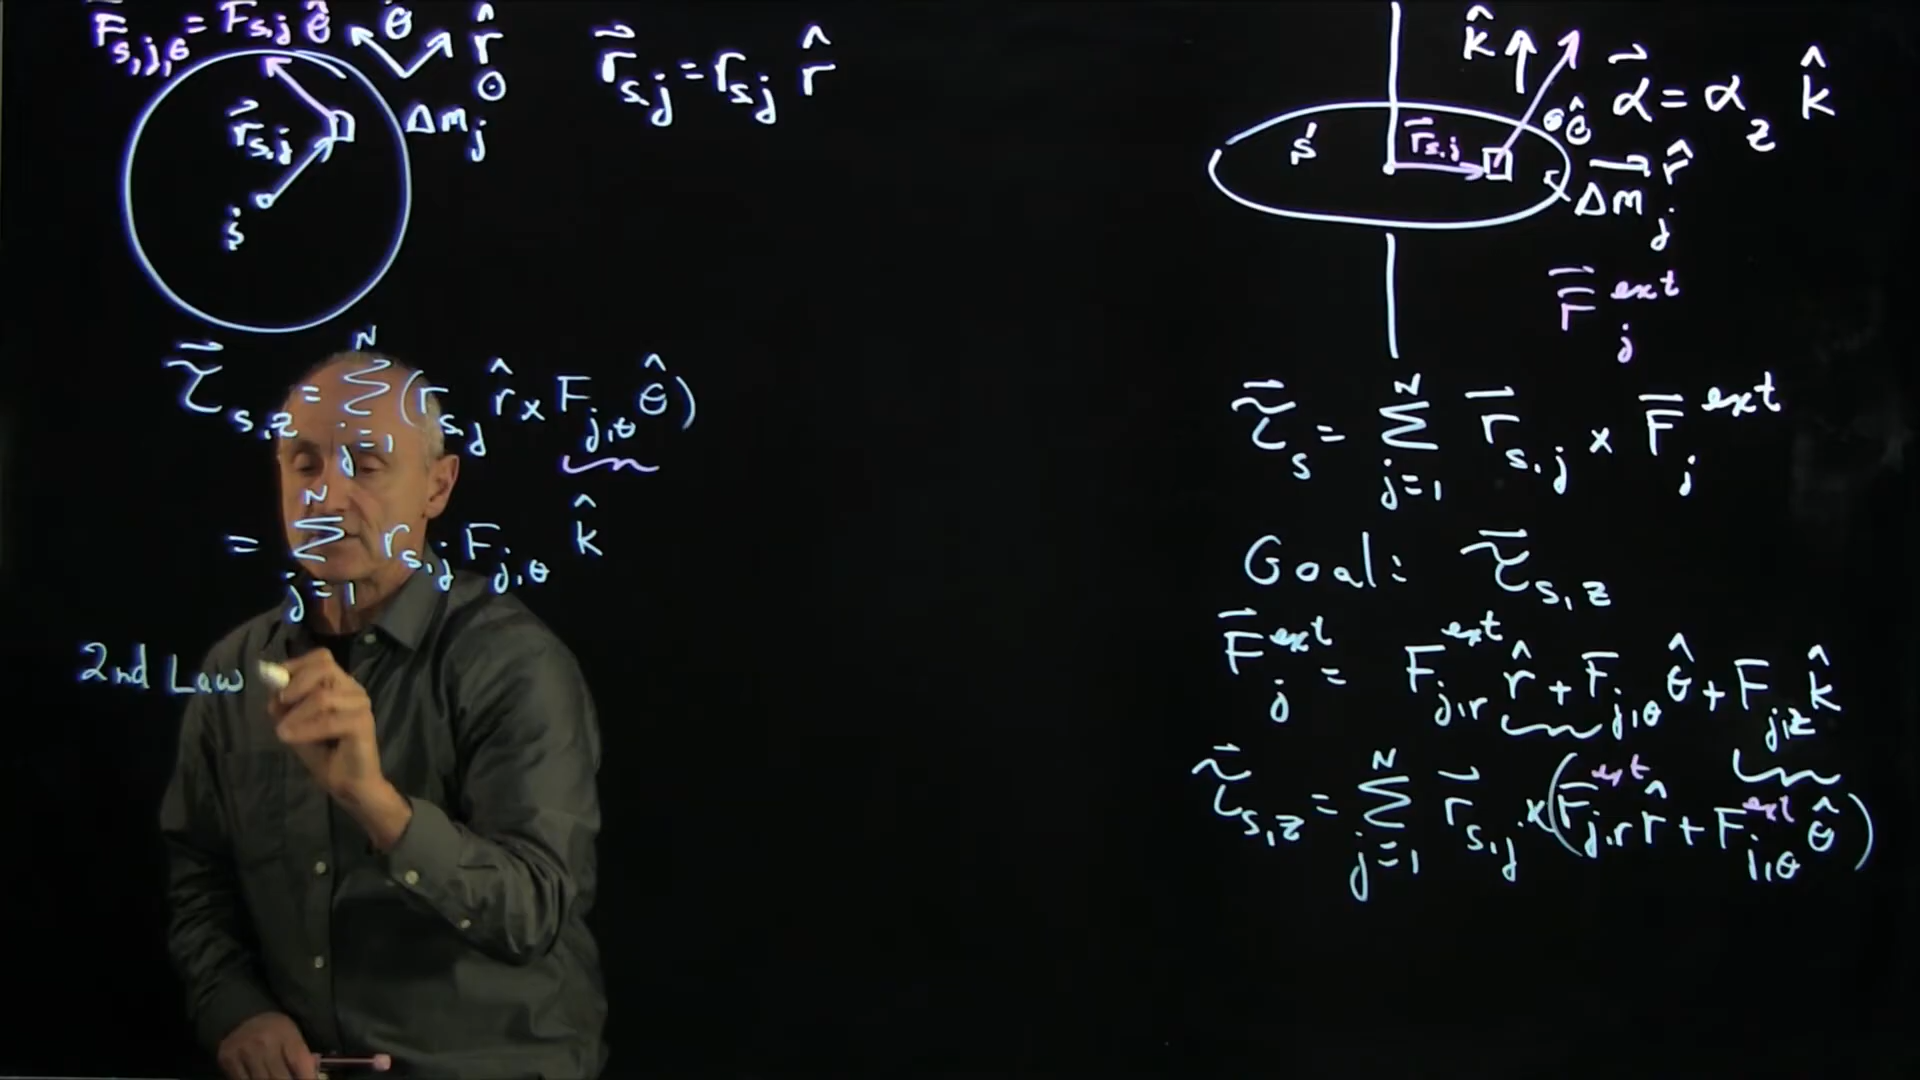 F⃗_{s,j,θ} = F_{s,j} θ̂
θ̂ r̂
r⃗_{s,j} = r_{s,j} r̂
r⃗_{s,j}
Δm_j
s
τ⃗_{s,z} = Σ_{j=1}^{N} (r_{s,j} r̂ × F_{j,θ} θ̂)
= Σ_{j=1}^{N} r_{s,j} F_{j,θ} k̂
2nd Law
k̂
α⃗ = α_z k̂
θ̂
s
r⃗_{s,j}
r̂
Δm_j
F⃗_j^{ext}
τ⃗_s = Σ_{j=1}^{N} r⃗_{s,j} × F⃗_j^{ext}
Goal: τ⃗_{s,z}
F⃗_j^{ext} = F_{j,r}^{ext} r̂ + F_{j,θ} θ̂ + F_{j,z} k̂
τ⃗_{s,z} = Σ_{j=1}^{N} r⃗_{s,j} × (F_{j,r}^{ext} r̂ + F_{j,θ}^{ext} θ̂)